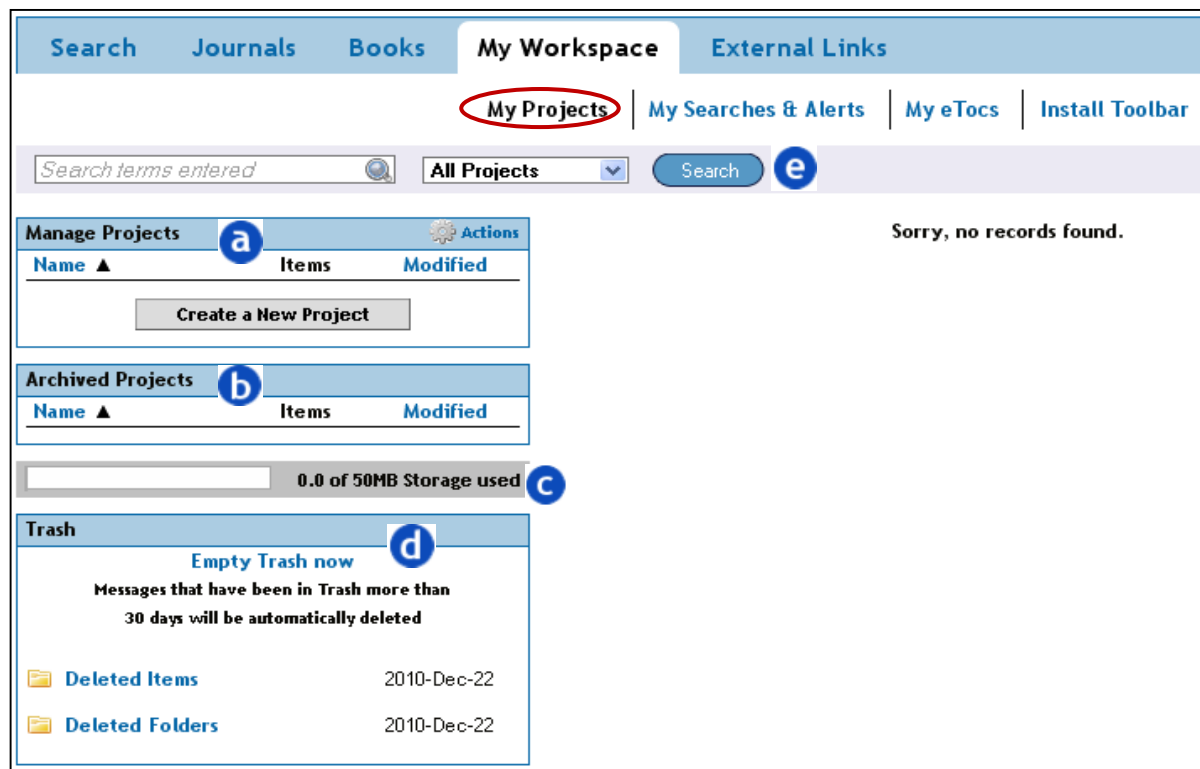 Search Journals Books My Workspace External Links
My Projects My Searches & Alerts My eTocs Install Toolbar
Search terms entered All Projects Search e
Manage Projects a Actions
Name ▲ Items Modified
Create a New Project
Sorry, no records found.
Archived Projects b
Name ▲ Items Modified
0.0 of 50MB Storage used c
Trash d
Empty Trash now
Messages that have been in Trash more than
30 days will be automatically deleted
Deleted Items 2010-Dec-22
Deleted Folders 2010-Dec-22